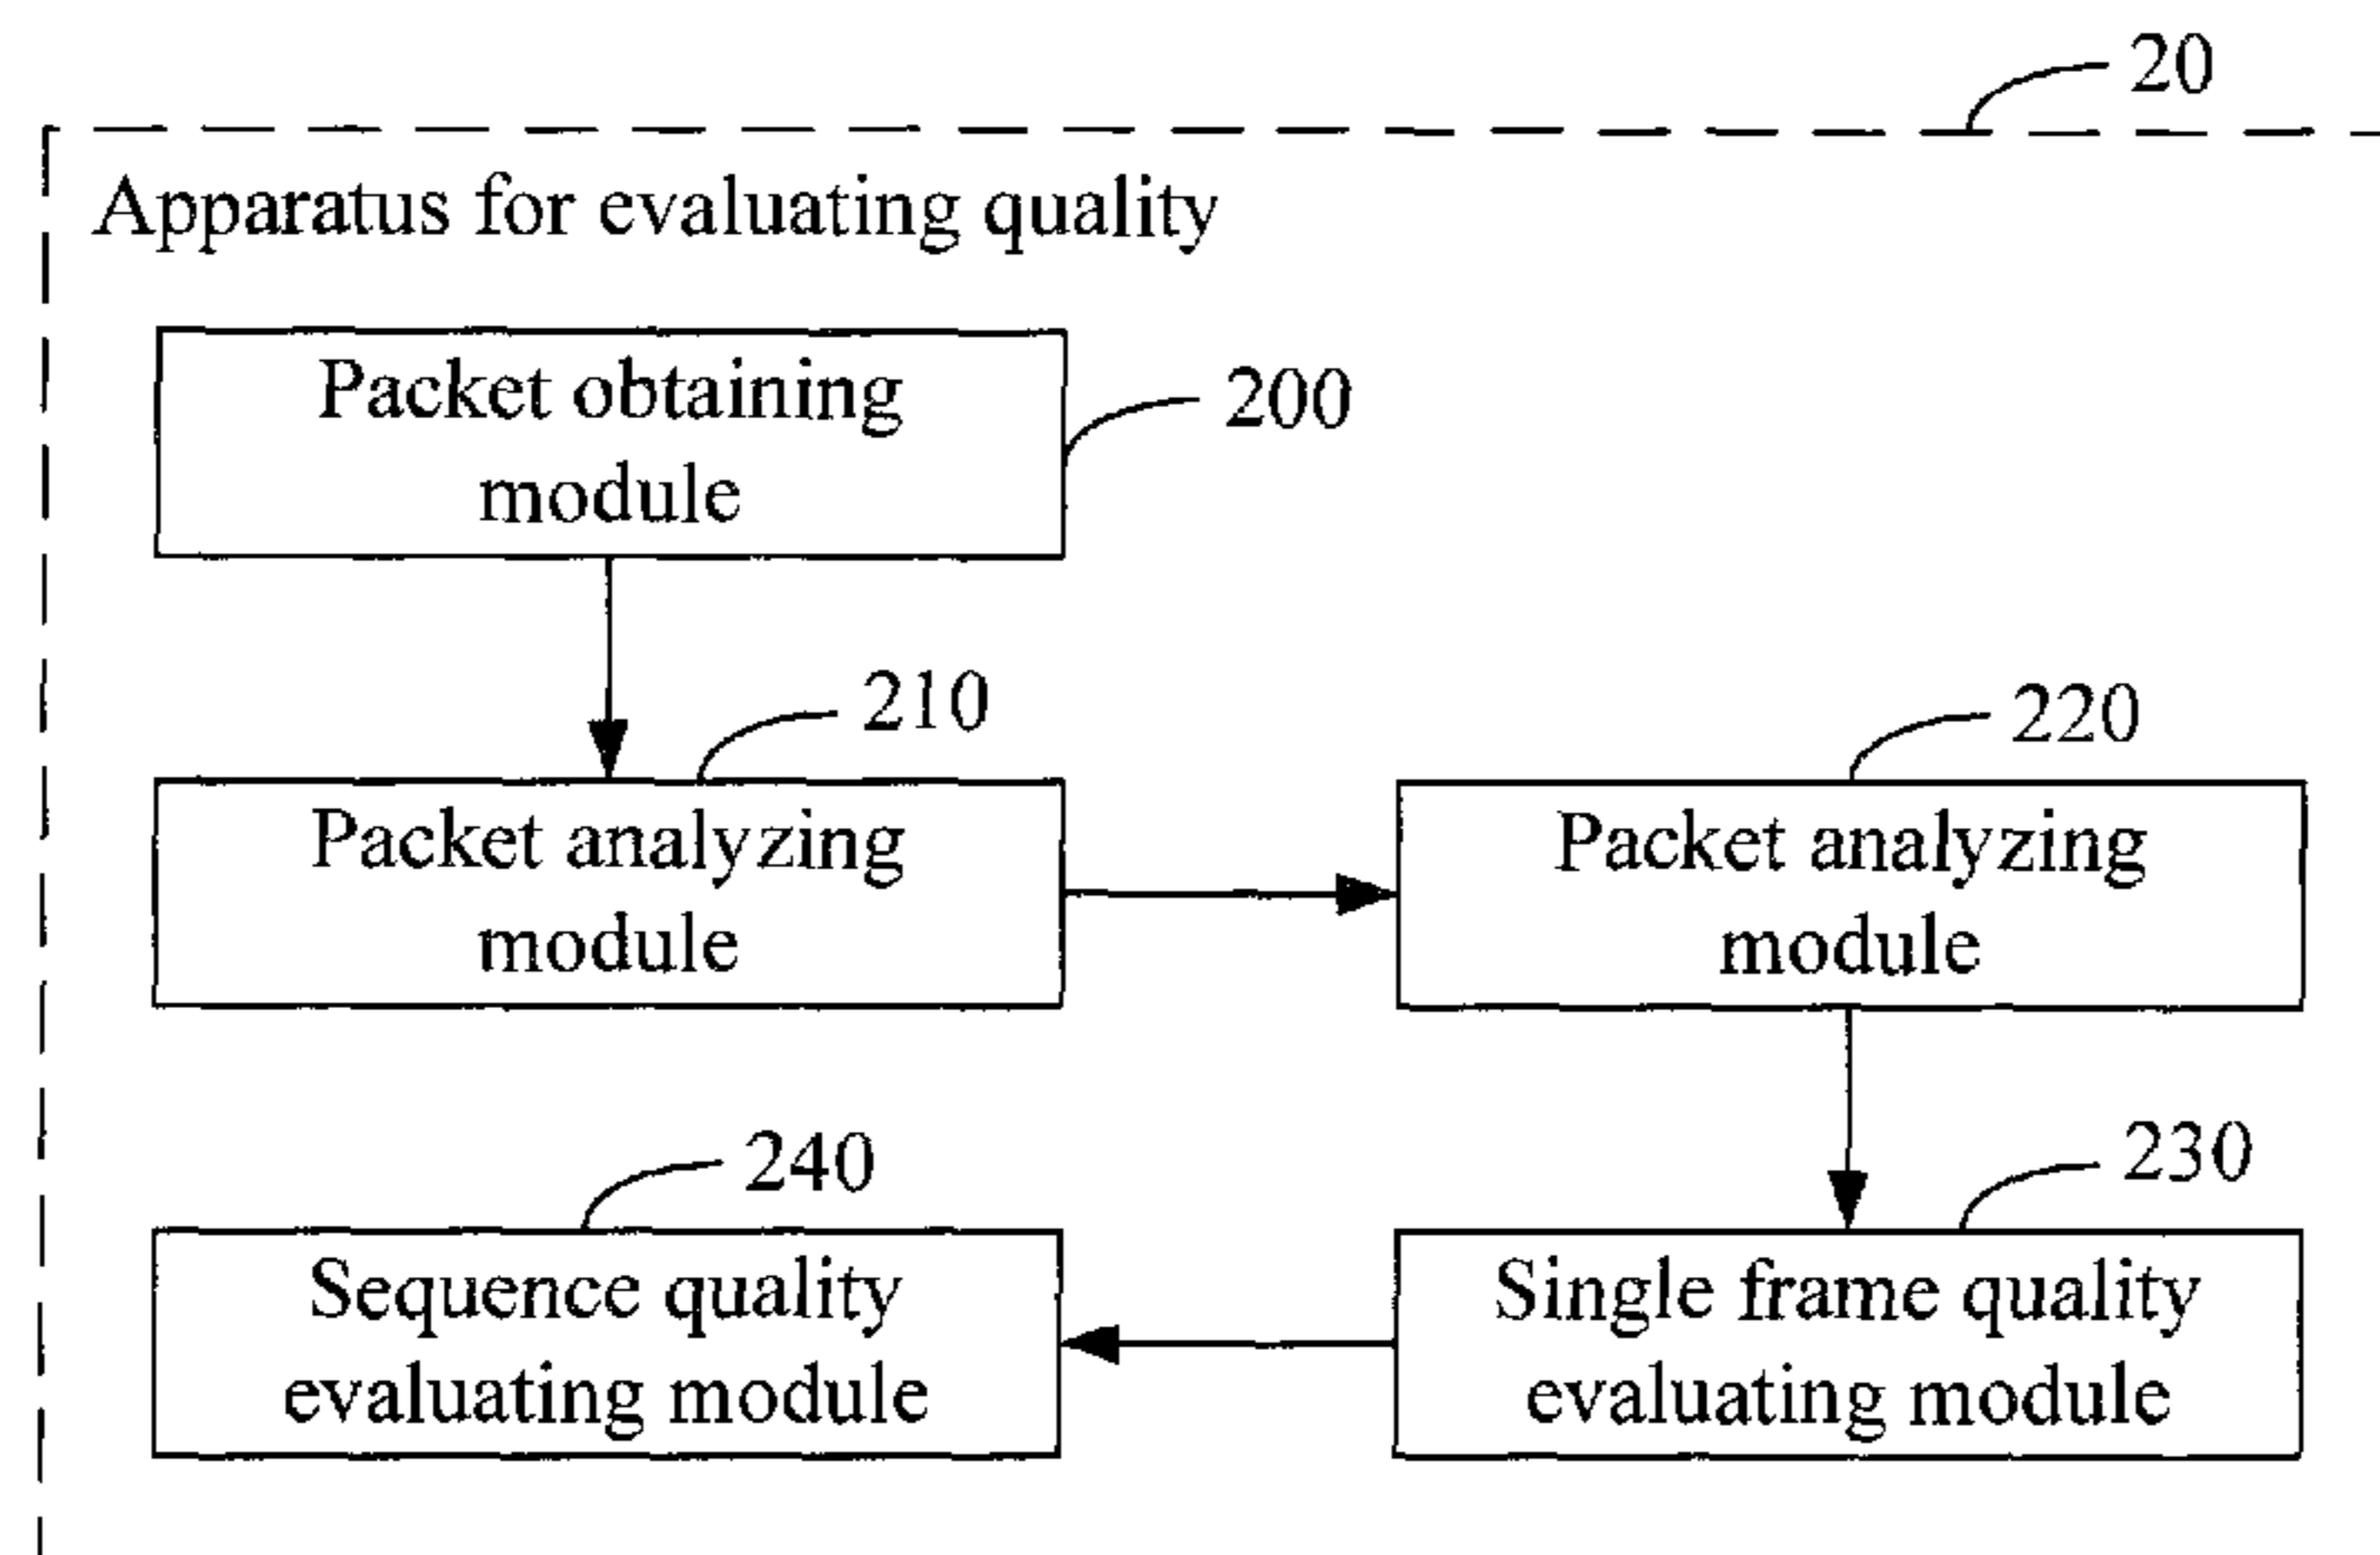 20
Apparatus for evaluating quality
Packet obtaining
module
200
210
220
Packet analyzing
module
Packet analyzing
module
240
230
Sequence quality
evaluating module
Single frame quality
evaluating module